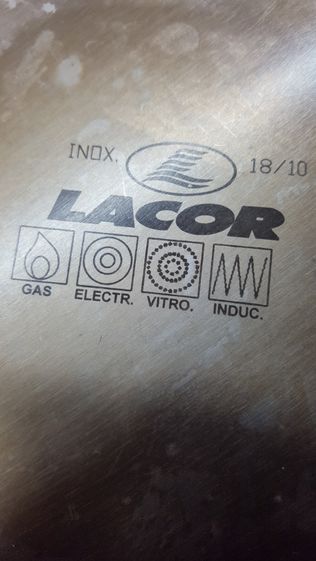 INOX. 18/10
LACOR
GAS ELECTR. VITRO. INDUC.